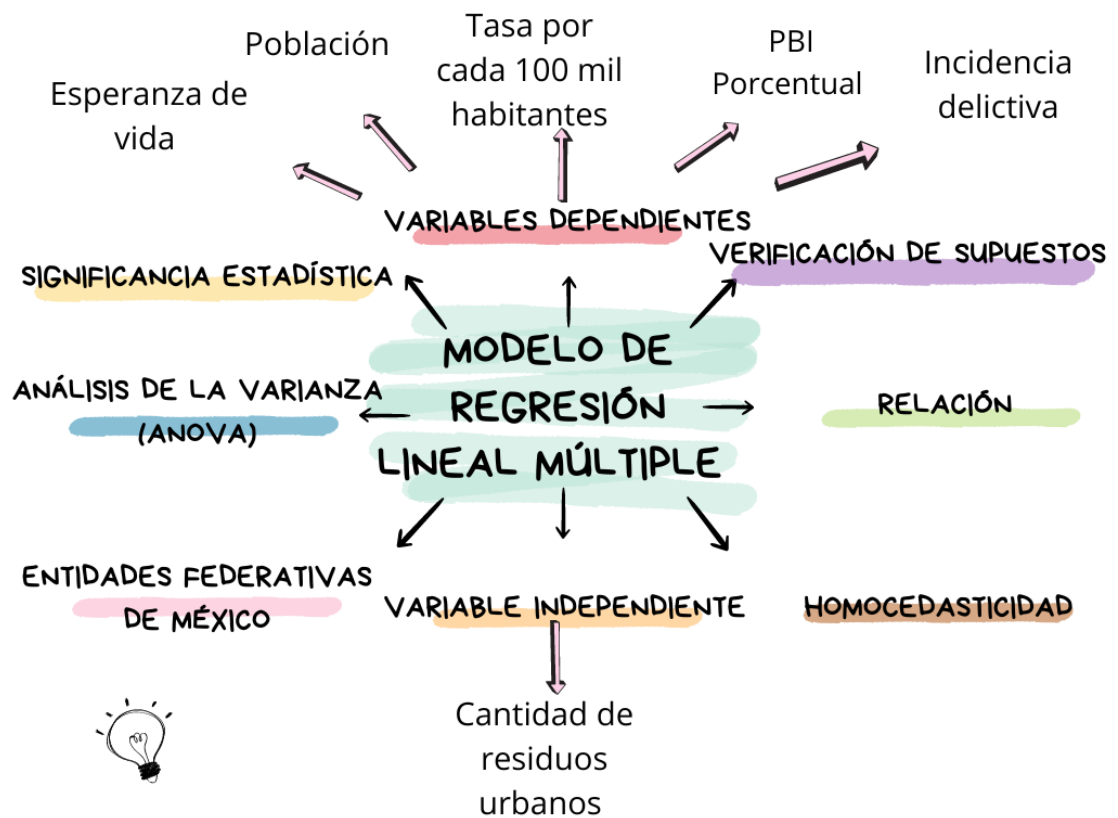 Esperanza de
vida
Población
Tasa por
cada 100 mil
habitantes
PBI
Porcentual
Incidencia
delictiva
VARIABLES DEPENDIENTES
SIGNIFICANCIA ESTADÍSTICA
VERIFICACIÓN DE SUPUESTOS
MODELO DE
REGRESIÓN
LINEAL MÚLTIPLE
ANÁLISIS DE LA VARIANZA
(ANOVA)
RELACIÓN
ENTIDADES FEDERATIVAS
DE MÉXICO
VARIABLE INDEPENDIENTE
HOMOCEDASTICIDAD
Cantidad de
residuos
urbanos